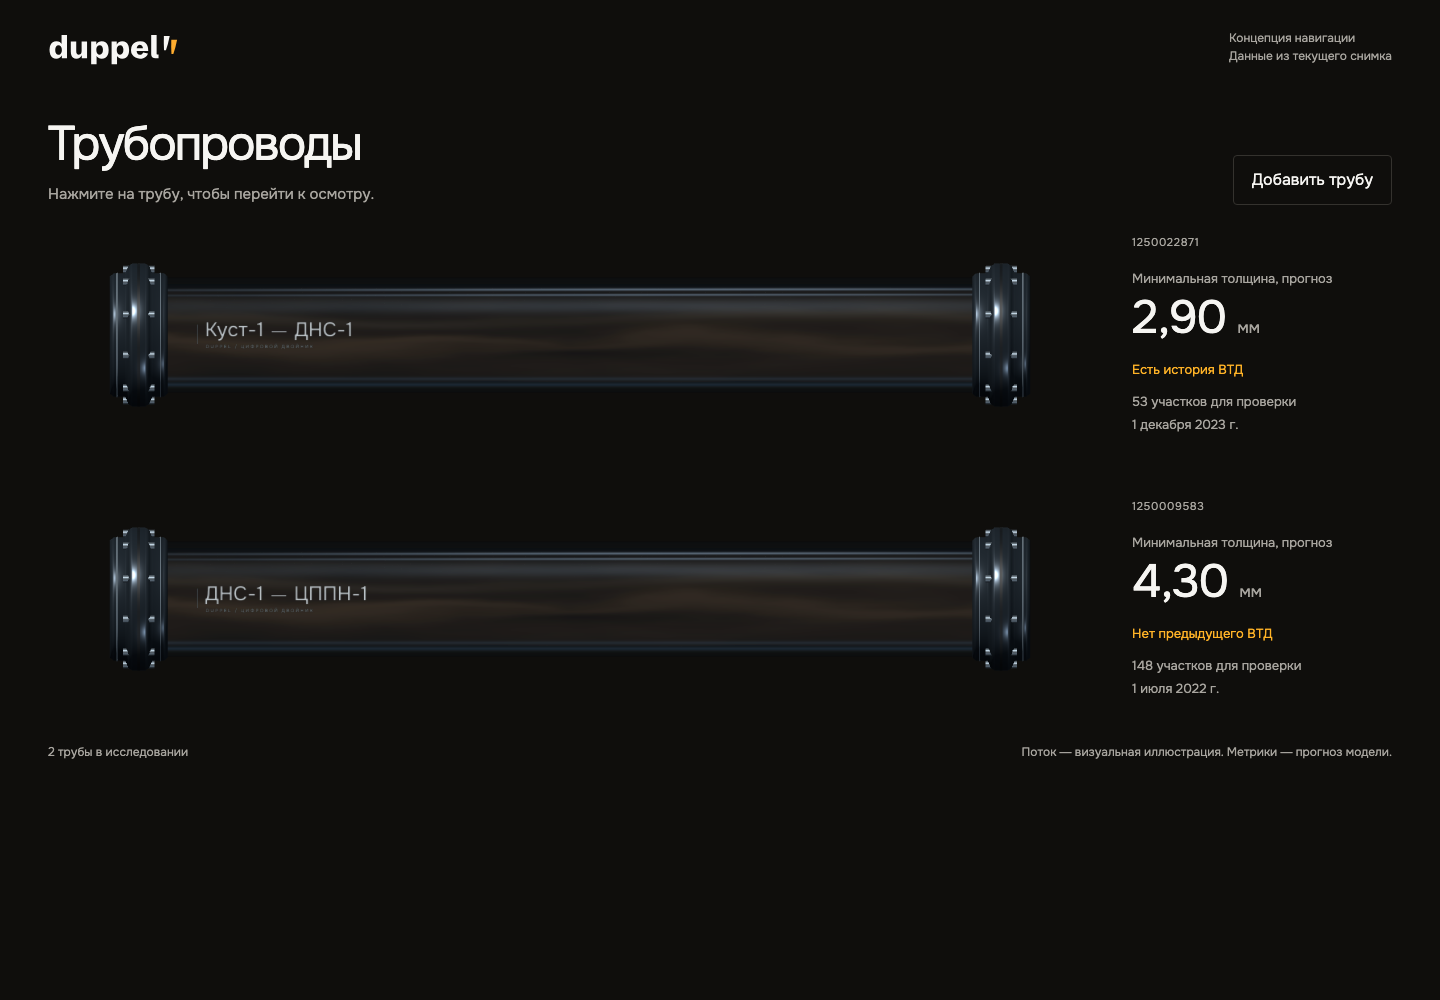 duppel
Концепция навигации
Данные из текущего снимка
Трубопроводы
Нажмите на трубу, чтобы перейти к осмотру.
Добавить трубу
Куст-1 — ДНС-1
1250022871
Минимальная толщина, прогноз
2,90 мм
Есть история ВТД
53 участков для проверки
1 декабря 2023 г.
ДНС-1 — ЦППН-1
1250009583
Минимальная толщина, прогноз
4,30 мм
Нет предыдущего ВТД
148 участков для проверки
1 июля 2022 г.
2 трубы в исследовании
Поток — визуальная иллюстрация. Метрики — прогноз модели.